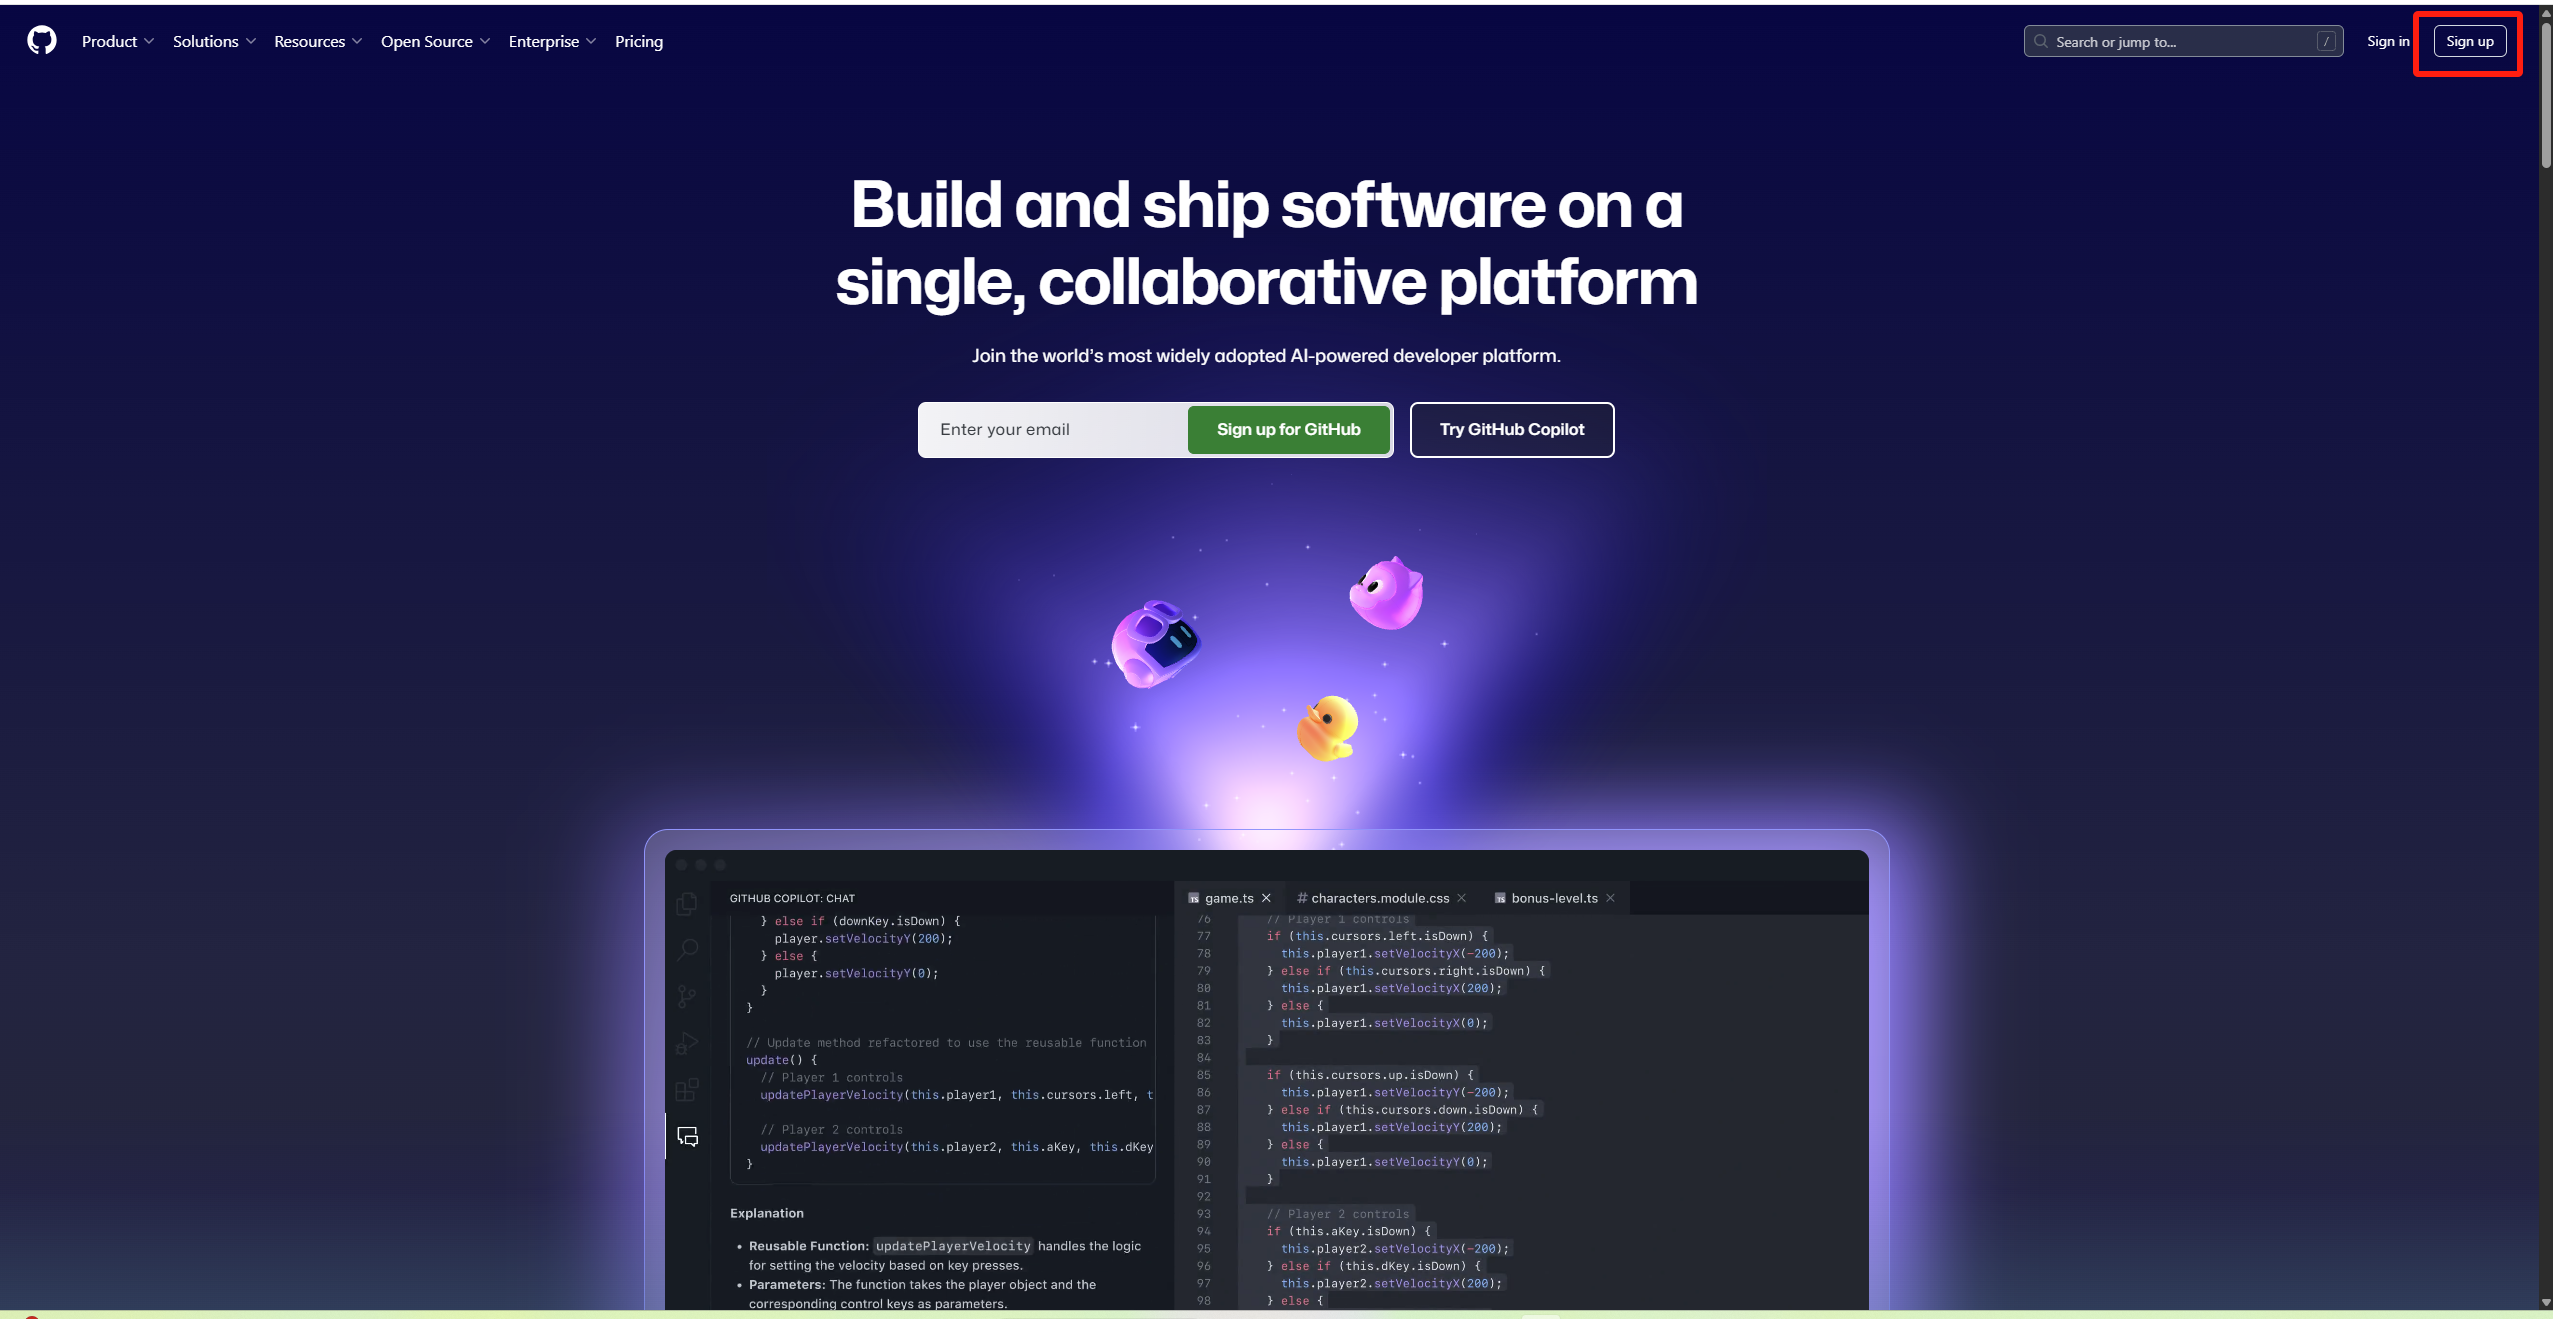 Product
Solutions
Resources
Open Source
Enterprise
Pricing
Search or jump to...
/
Sign in
Sign up
Build and ship software on a
single, collaborative platform
Join the world's most widely adopted AI-powered developer platform.
Enter your email
Sign up for GitHub
Try GitHub Copilot
GITHUB COPILOT: CHAT
} else if (downKey.isDown) {
player.setVelocityY(200);
} else {
player.setVelocityY(0);
}
}
// Update method refactored to use the reusable function
update() {
// Player 1 controls
updatePlayerVelocity(this.player1, this.cursors.left, t
// Player 2 controls
updatePlayerVelocity(this.player2, this.aKey, this.dKey
}
Explanation
• Reusable Function: updatePlayerVelocity handles the logic
for setting the velocity based on key presses.
• Parameters: The function takes the player object and the
corresponding control keys as parameters.
TS game.ts
# characters.module.css
TS bonus-level.ts
76 // Player 1 controls
77 if (this.cursors.left.isDown) {
78 this.player1.setVelocityX(-200);
79 } else if (this.cursors.right.isDown) {
80 this.player1.setVelocityX(200);
81 } else {
82 this.player1.setVelocityX(0);
83 }
84
85 if (this.cursors.up.isDown) {
86 this.player1.setVelocityY(-200);
87 } else if (this.cursors.down.isDown) {
88 this.player1.setVelocityY(200);
89 } else {
90 this.player1.setVelocityY(0);
91 }
92
93 // Player 2 controls
94 if (this.aKey.isDown) {
95 this.player2.setVelocityX(-200);
96 } else if (this.dKey.isDown) {
97 this.player2.setVelocityX(200);
98 } else {